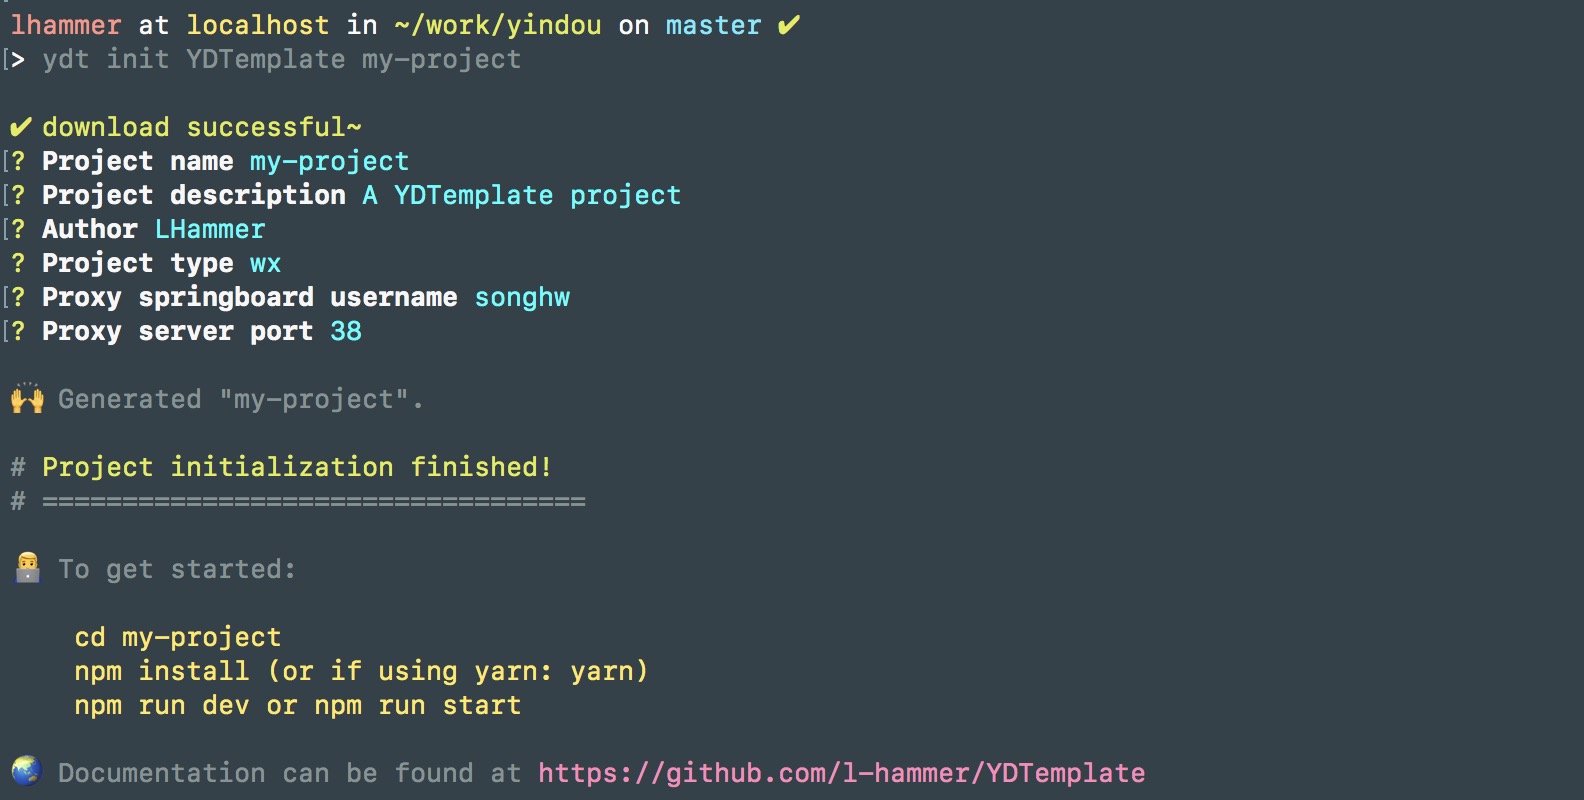 lhammer at localhost in ~/work/yindou on master ✔
[> ydt init YDTemplate my-project
✔ download successful~
[? Project name my-project
[? Project description A YDTemplate project
[? Author LHammer
? Project type wx
[? Proxy springboard username songhw
[? Proxy server port 38
🙌 Generated "my-project".
# Project initialization finished!
# ==================================
👨‍💻 To get started:
cd my-project
npm install (or if using yarn: yarn)
npm run dev or npm run start
🌏 Documentation can be found at https://github.com/l-hammer/YDTemplate